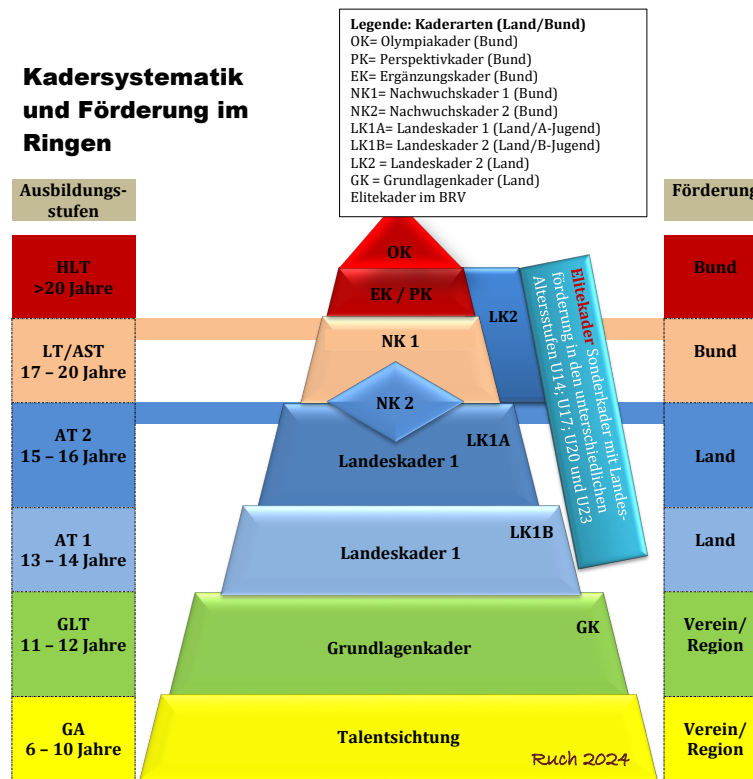 Kadersystematik
und Förderung im
Ringen
Legende: Kaderarten (Land/Bund)
OK= Olympiakader (Bund)
PK= Perspektivkader (Bund)
EK= Ergänzungskader (Bund)
NK1= Nachwuchskader 1 (Bund)
NK2= Nachwuchskader 2 (Bund)
LK1A= Landeskader 1 (Land/A-Jugend)
LK1B= Landeskader 2 (Land/B-Jugend)
LK2 = Landeskader 2 (Land)
GK = Grundlagenkader (Land)
Elitekader im BRV
Ausbildungs-
stufen
Förderung
HLT
>20 Jahre
OK
EK / PK
LK2
Bund
LT/AST
17 – 20 Jahre
NK 1
NK 2
Bund
Elitekader Sonderkader mit Landes-
förderung in den unterschiedlichen
Altersstufen U14; U17; U20 und U23
AT 2
15 – 16 Jahre
LK1A
Landeskader 1
Land
AT 1
13 – 14 Jahre
LK1B
Landeskader 1
Land
GLT
11 – 12 Jahre
GK
Grundlagenkader
Verein/
Region
GA
6 – 10 Jahre
Talentsichtung
Ruch 2024
Verein/
Region